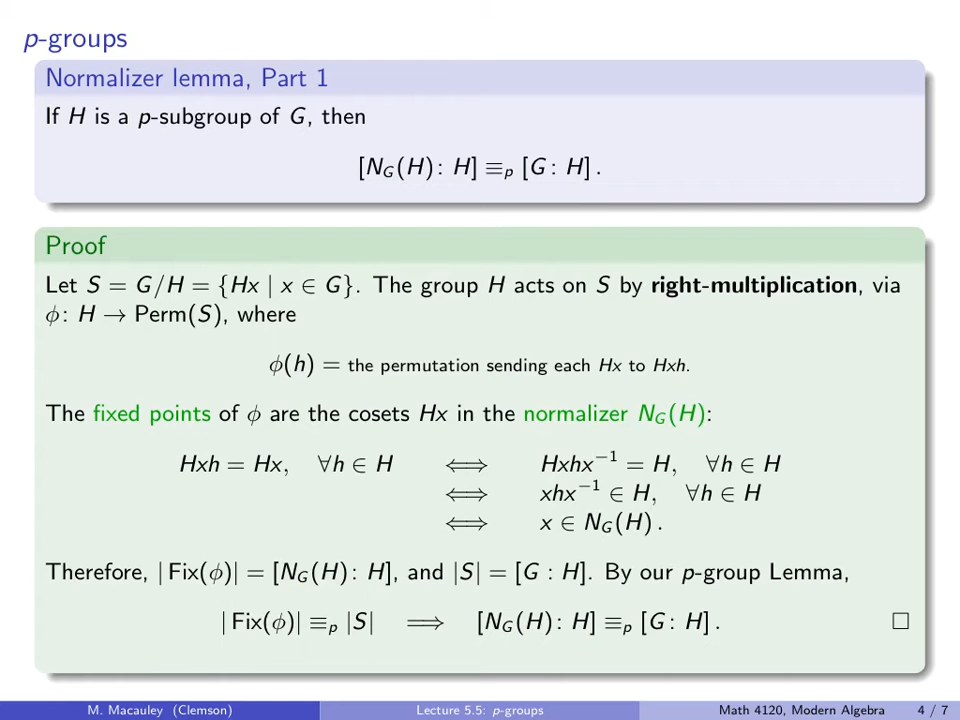 p-groups
Normalizer lemma, Part 1
If H is a p-subgroup of G, then
[N_G(H): H] ≡_p [G: H] .
Proof
Let S = G/H = {Hx | x ∈ G}. The group H acts on S by right-multiplication, via
ϕ: H → Perm(S), where
ϕ(h) = the permutation sending each Hx to Hxh.
The fixed points of ϕ are the cosets Hx in the normalizer N_G(H):
Hxh = Hx, ∀h ∈ H ⟺ Hxhx⁻¹ = H, ∀h ∈ H
⟺ xhx⁻¹ ∈ H, ∀h ∈ H
⟺ x ∈ N_G(H) .
Therefore, | Fix(ϕ)| = [N_G(H): H], and |S| = [G : H]. By our p-group Lemma,
| Fix(ϕ)| ≡_p |S| ⟹ [N_G(H): H] ≡_p [G: H] . □
M. Macauley (Clemson) Lecture 5.5: p-groups Math 4120, Modern Algebra 4 / 7